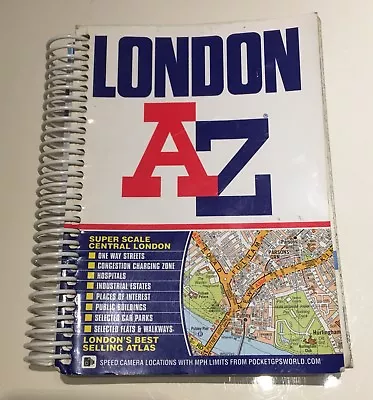 LONDON
AZ®
SUPER SCALE
CENTRAL LONDON
ONE WAY STREETS
CONGESTION CHARGING ZONE
HOSPITALS
INDUSTRIAL ESTATES
PLACES OF INTEREST
PUBLIC BUILDINGS
SELECTED CAR PARKS
SELECTED FLATS & WALKWAYS
LONDON'S BEST
SELLING ATLAS
PARSONS
Hurlingham
SPEED CAMERA LOCATIONS WITH MPH LIMITS FROM POCKETGPSWORLD.COM